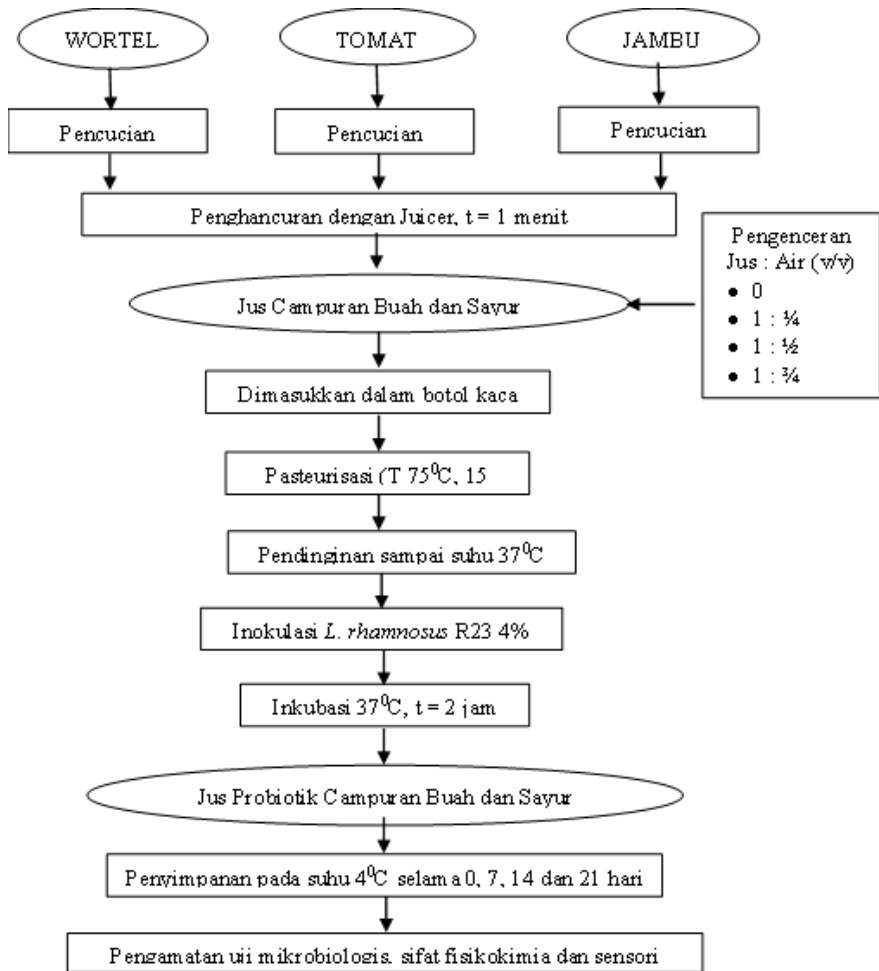 WORTEL
TOMAT
JAMBU
Pencucian
Pencucian
Pencucian
Penghancuran dengan Juicer, t = 1 menit
Pengenceran
Jus : Air (v/v)
• 0
• 1 : ¼
• 1 : ½
• 1 : ¾
Jus Campuran Buah dan Sayur
Dimasukkan dalam botol kaca
Pasteurisasi (T 75⁰C, 15
Pendinginan sampai suhu 37⁰C
Inokulasi L. rhamnosus R23 4%
Inkubasi 37⁰C, t = 2 jam
Jus Probiotik Campuran Buah dan Sayur
Penyimpanan pada suhu 4⁰C selama 0, 7, 14 dan 21 hari
Pengamatan uji mikrobiologis, sifat fisikokimia dan sensori